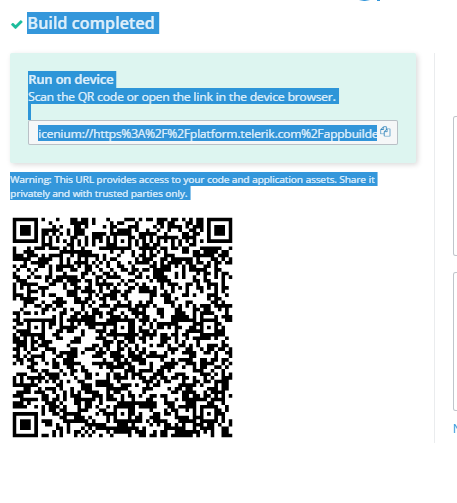 Build completed
Run on device
Scan the QR code or open the link in the device browser.
icenium://https%3A%2F%2Fplatform.telerik.com%2Fappbuilde
Warning: This URL provides access to your code and application assets. Share it
privately and with trusted parties only.